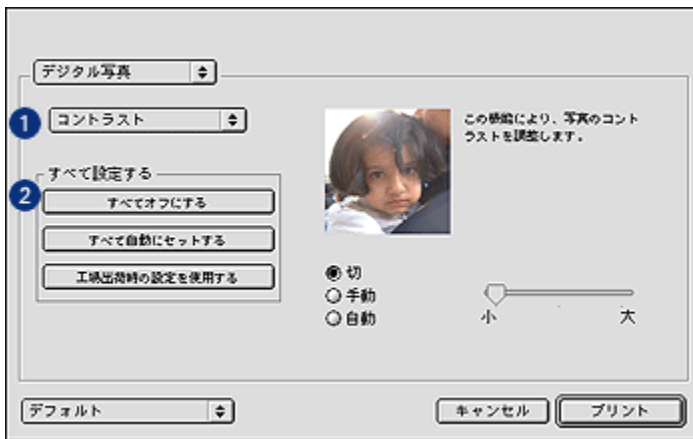 デジタル写真
1
コントラスト
この機能により、写真のコント
ラストを調整します。
すべて設定する
2
すべてオフにする
すべて自動にセットする
工場出荷時の設定を使用する
切
手動
自動
小
大
デフォルト
キャンセル
プリント